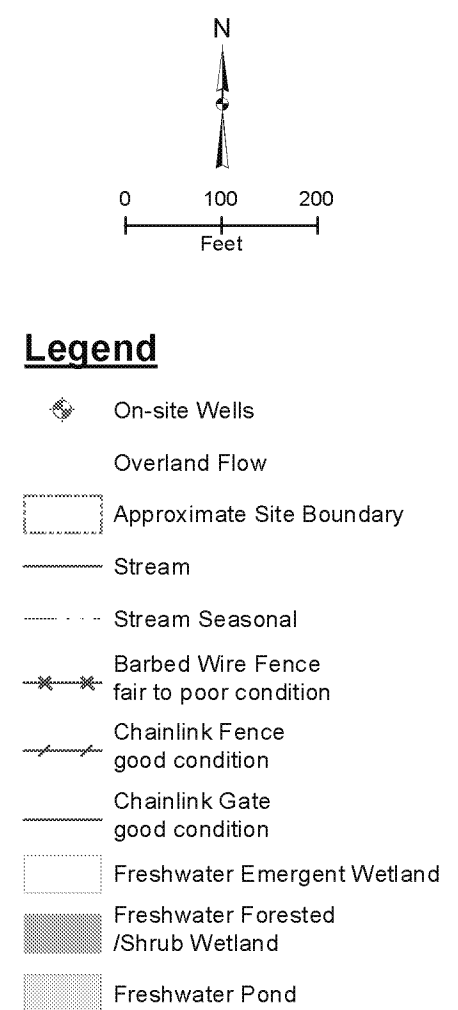 N
0 100 200
Feet
Legend
On-site Wells
Overland Flow
Approximate Site Boundary
Stream
Stream Seasonal
Barbed Wire Fence
fair to poor condition
Chainlink Fence
good condition
Chainlink Gate
good condition
Freshwater Emergent Wetland
Freshwater Forested
/Shrub Wetland
Freshwater Pond